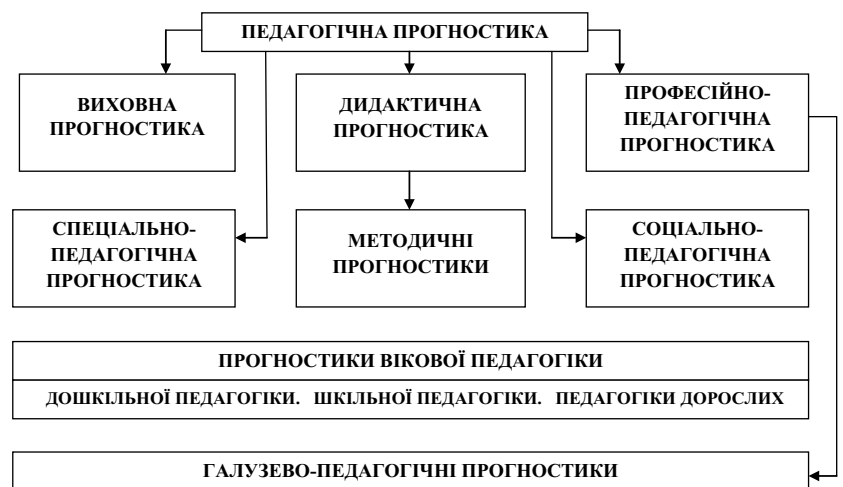 ПЕДАГОГІЧНА ПРОГНОСТИКА
ВИХОВНА
ПРОГНОСТИКА
ДИДАКТИЧНА
ПРОГНОСТИКА
ПРОФЕСІЙНО-
ПЕДАГОГІЧНА
ПРОГНОСТИКА
СПЕЦІАЛЬНО-
ПЕДАГОГІЧНА
ПРОГНОСТИКА
МЕТОДИЧНІ
ПРОГНОСТИКИ
СОЦІАЛЬНО-
ПЕДАГОГІЧНА
ПРОГНОСТИКА
ПРОГНОСТИКИ ВІКОВОЇ ПЕДАГОГІКИ
ДОШКІЛЬНОЇ ПЕДАГОГІКИ. ШКІЛЬНОЇ ПЕДАГОГІКИ. ПЕДАГОГІКИ ДОРОСЛИХ
ГАЛУЗЕВО-ПЕДАГОГІЧНІ ПРОГНОСТИКИ